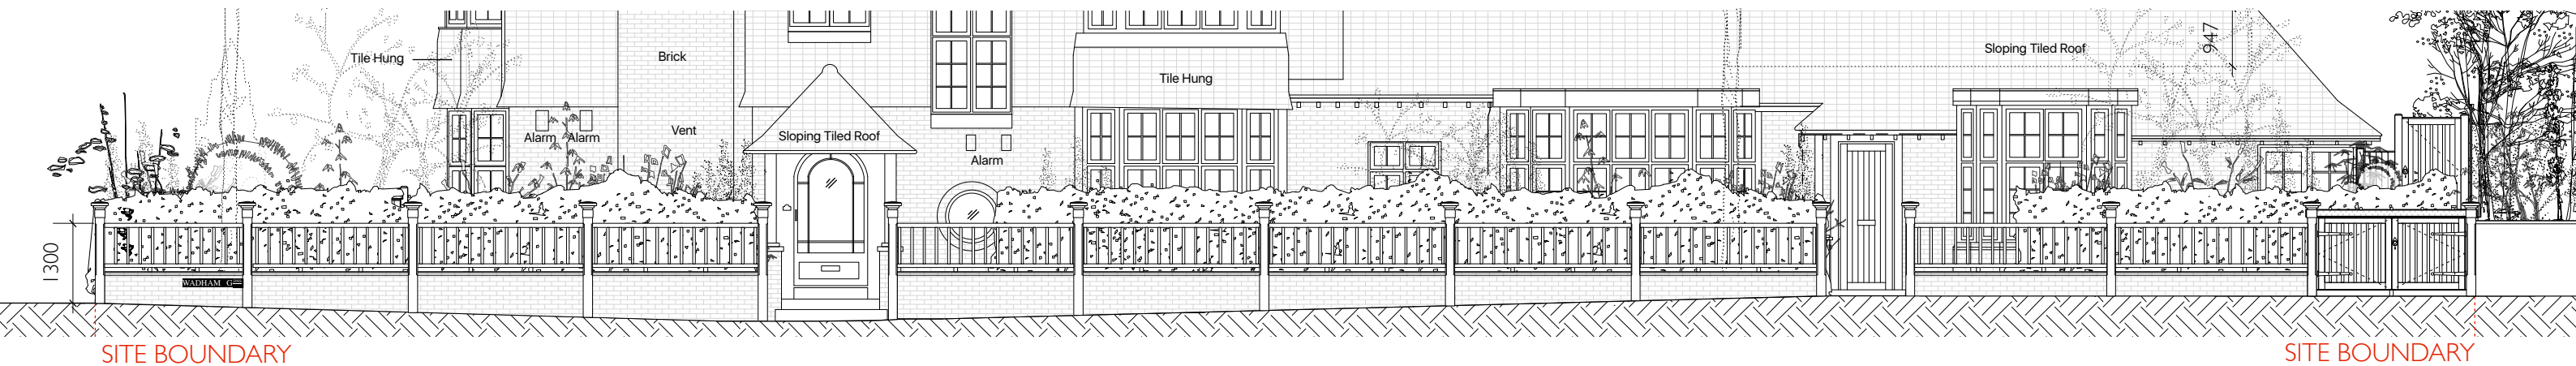 Tile Hung
Brick
Vent
Alarm Alarm
Sloping Tiled Roof
Alarm
Tile Hung
Sloping Tiled Roof
947
1300
WADHAM G
SITE BOUNDARY
SITE BOUNDARY